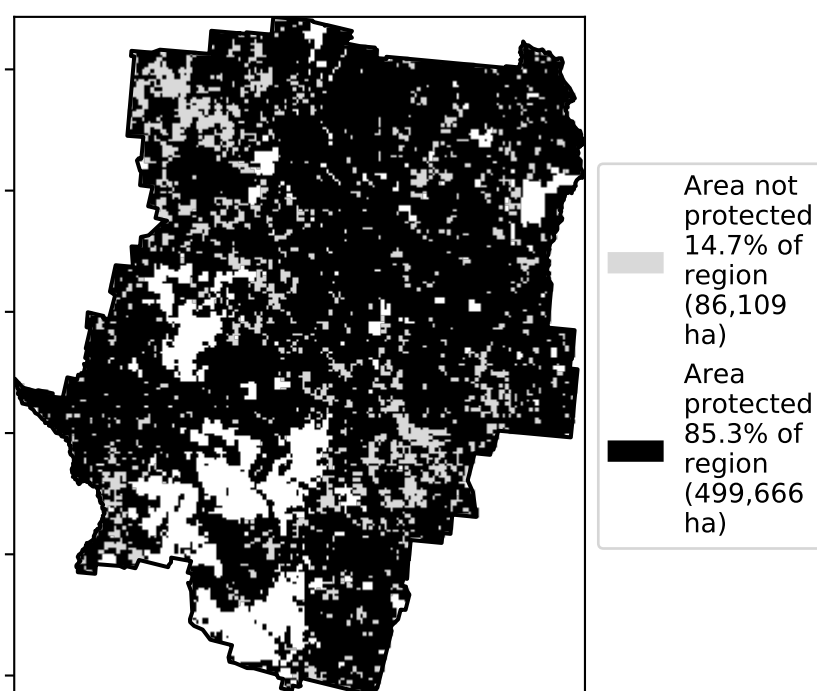 Area not
protected
14.7% of
region
(86,109
ha)
Area
protected
85.3% of
region
(499,666
ha)